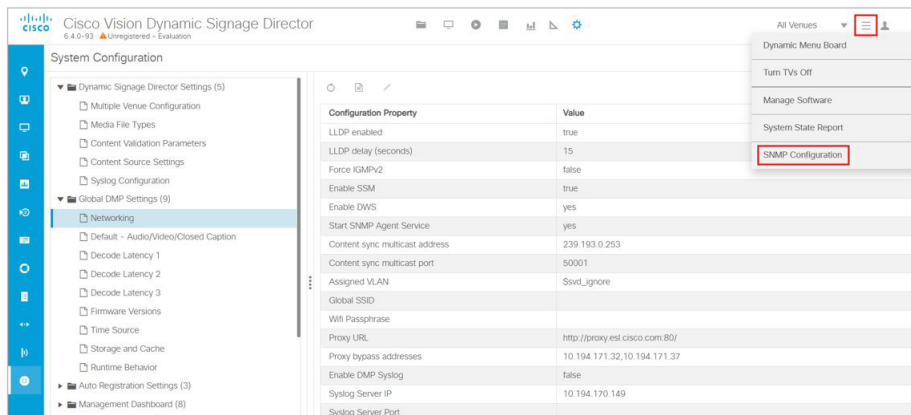 cisco
Cisco Vision Dynamic Signage Director
6.4.0-93 Unregistered - Evaluation
All Venues
Dynamic Menu Board
Turn TVs Off
Manage Software
System State Report
SNMP Configuration
System Configuration
Dynamic Signage Director Settings (5)
Multiple Venue Configuration
Media File Types
Content Validation Parameters
Content Source Settings
Syslog Configuration
Global DMP Settings (9)
Networking
Default - Audio/Video/Closed Caption
Decode Latency 1
Decode Latency 2
Decode Latency 3
Firmware Versions
Time Source
Storage and Cache
Runtime Behavior
Auto Registration Settings (3)
Management Dashboard (8)
Configuration Property Value
LLDP enabled true
LLDP delay (seconds) 15
Force IGMPv2 false
Enable SSM true
Enable DWS yes
Start SNMP Agent Service yes
Content sync multicast address 239.193.0.253
Content sync multicast port 50001
Assigned VLAN $svd_ignore
Global SSID
Wifi Passphrase
Proxy URL http://proxy.esl.cisco.com:80/
Proxy bypass addresses 10.194.171.32,10.194.171.37
Enable DMP Syslog false
Syslog Server IP 10.194.170.149
Syslog Server Port